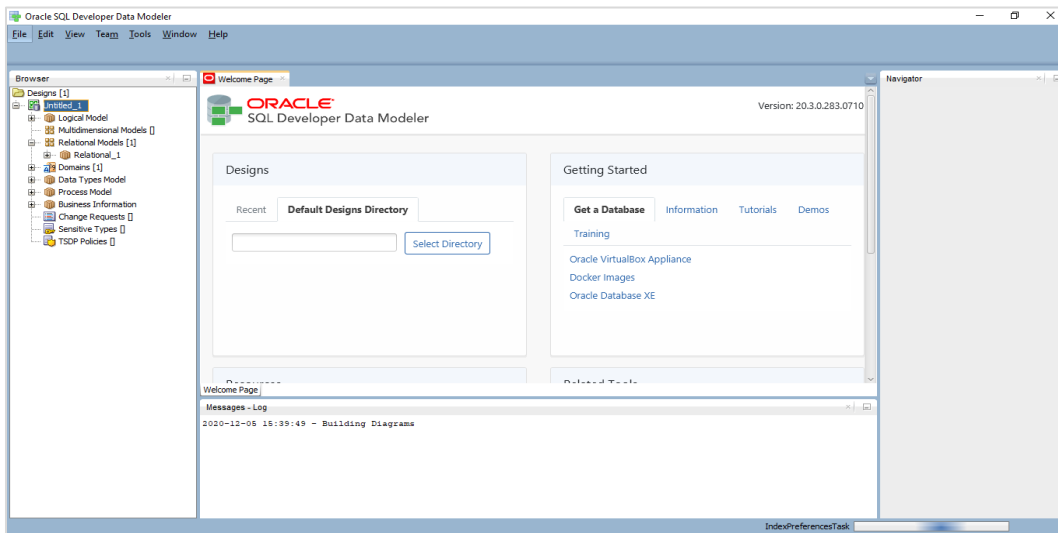 Oracle SQL Developer Data Modeler
File Edit View Team Tools Window Help
Browser
Designs [1]
Untitled_1
Logical Model
Multidimensional Models []
Relational Models [1]
Relational_1
Domains [1]
Data Types Model
Process Model
Business Information
Change Requests []
Sensitive Types []
TSDP Policies []
Welcome Page
ORACLE
SQL Developer Data Modeler
Version: 20.3.0.283.0710
Designs
Recent Default Designs Directory
Select Directory
Getting Started
Get a Database Information Tutorials Demos
Training
Oracle VirtualBox Appliance
Docker Images
Oracle Database XE
Welcome Page
Messages - Log
2020-12-05 15:39:49 - Building Diagrams
Navigator
IndexPreferencesTask